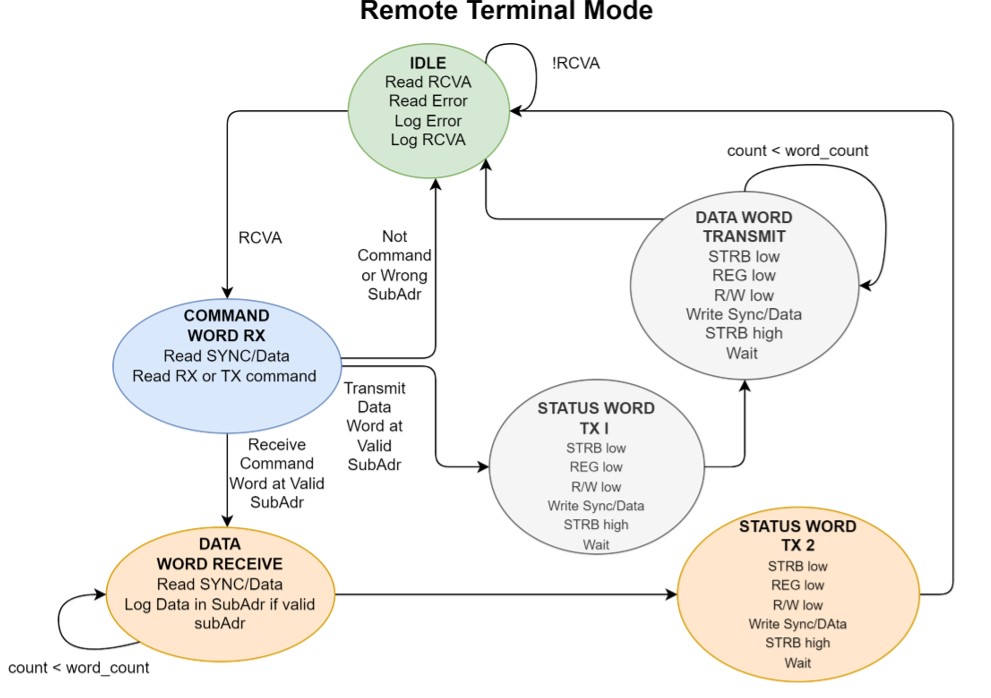 Remote Terminal Mode
IDLE
Read RCVA
Read Error
Log Error
Log RCVA
!RCVA
RCVA
Not
Command
or Wrong
SubAdr
count < word_count
DATA WORD
TRANSMIT
STRB low
REG low
R/W low
Write Sync/Data
STRB high
Wait
COMMAND
WORD RX
Read SYNC/Data
Read RX or TX command
Transmit
Data
Word at
Valid
SubAdr
STATUS WORD
TX I
STRB low
REG low
R/W low
Write Sync/Data
STRB high
Wait
Receive
Command
Word at Valid
SubAdr
DATA
WORD RECEIVE
Read SYNC/Data
Log Data in SubAdr if valid
subAdr
count < word_count
STATUS WORD
TX 2
STRB low
REG low
R/W low
Write Sync/DAta
STRB high
Wait